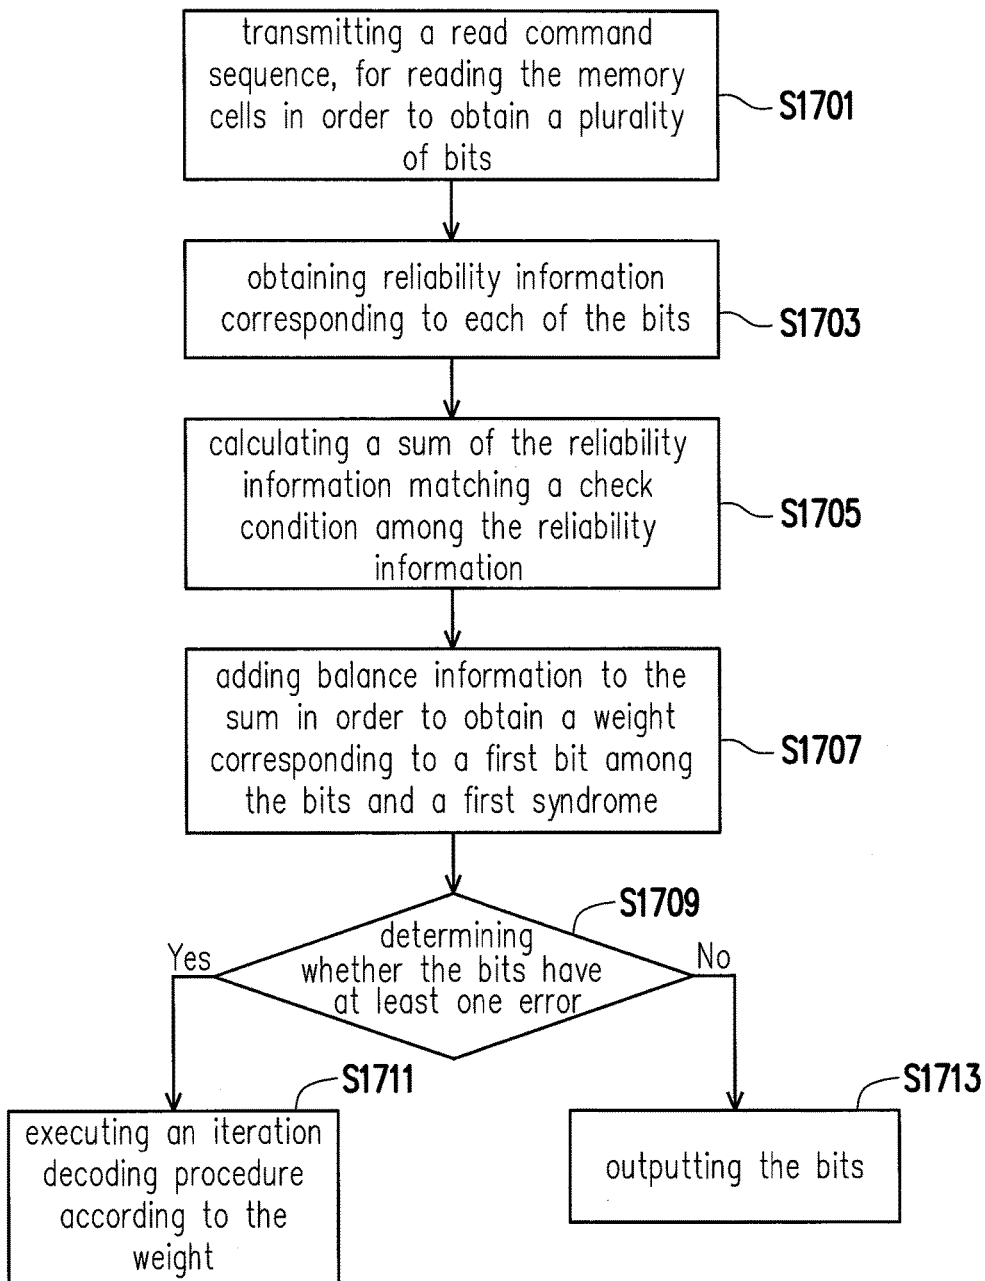 transmitting a read command
sequence, for reading the memory
cells in order to obtain a plurality
of bits
S1701
obtaining reliability information
corresponding to each of the bits
S1703
calculating a sum of the reliability
information matching a check
condition among the reliability
information
S1705
adding balance information to the
sum in order to obtain a weight
corresponding to a first bit among
the bits and a first syndrome
S1707
S1709
determining
whether the bits have
at least one error
Yes
No
S1711
executing an iteration
decoding procedure
according to the
weight
S1713
outputting the bits